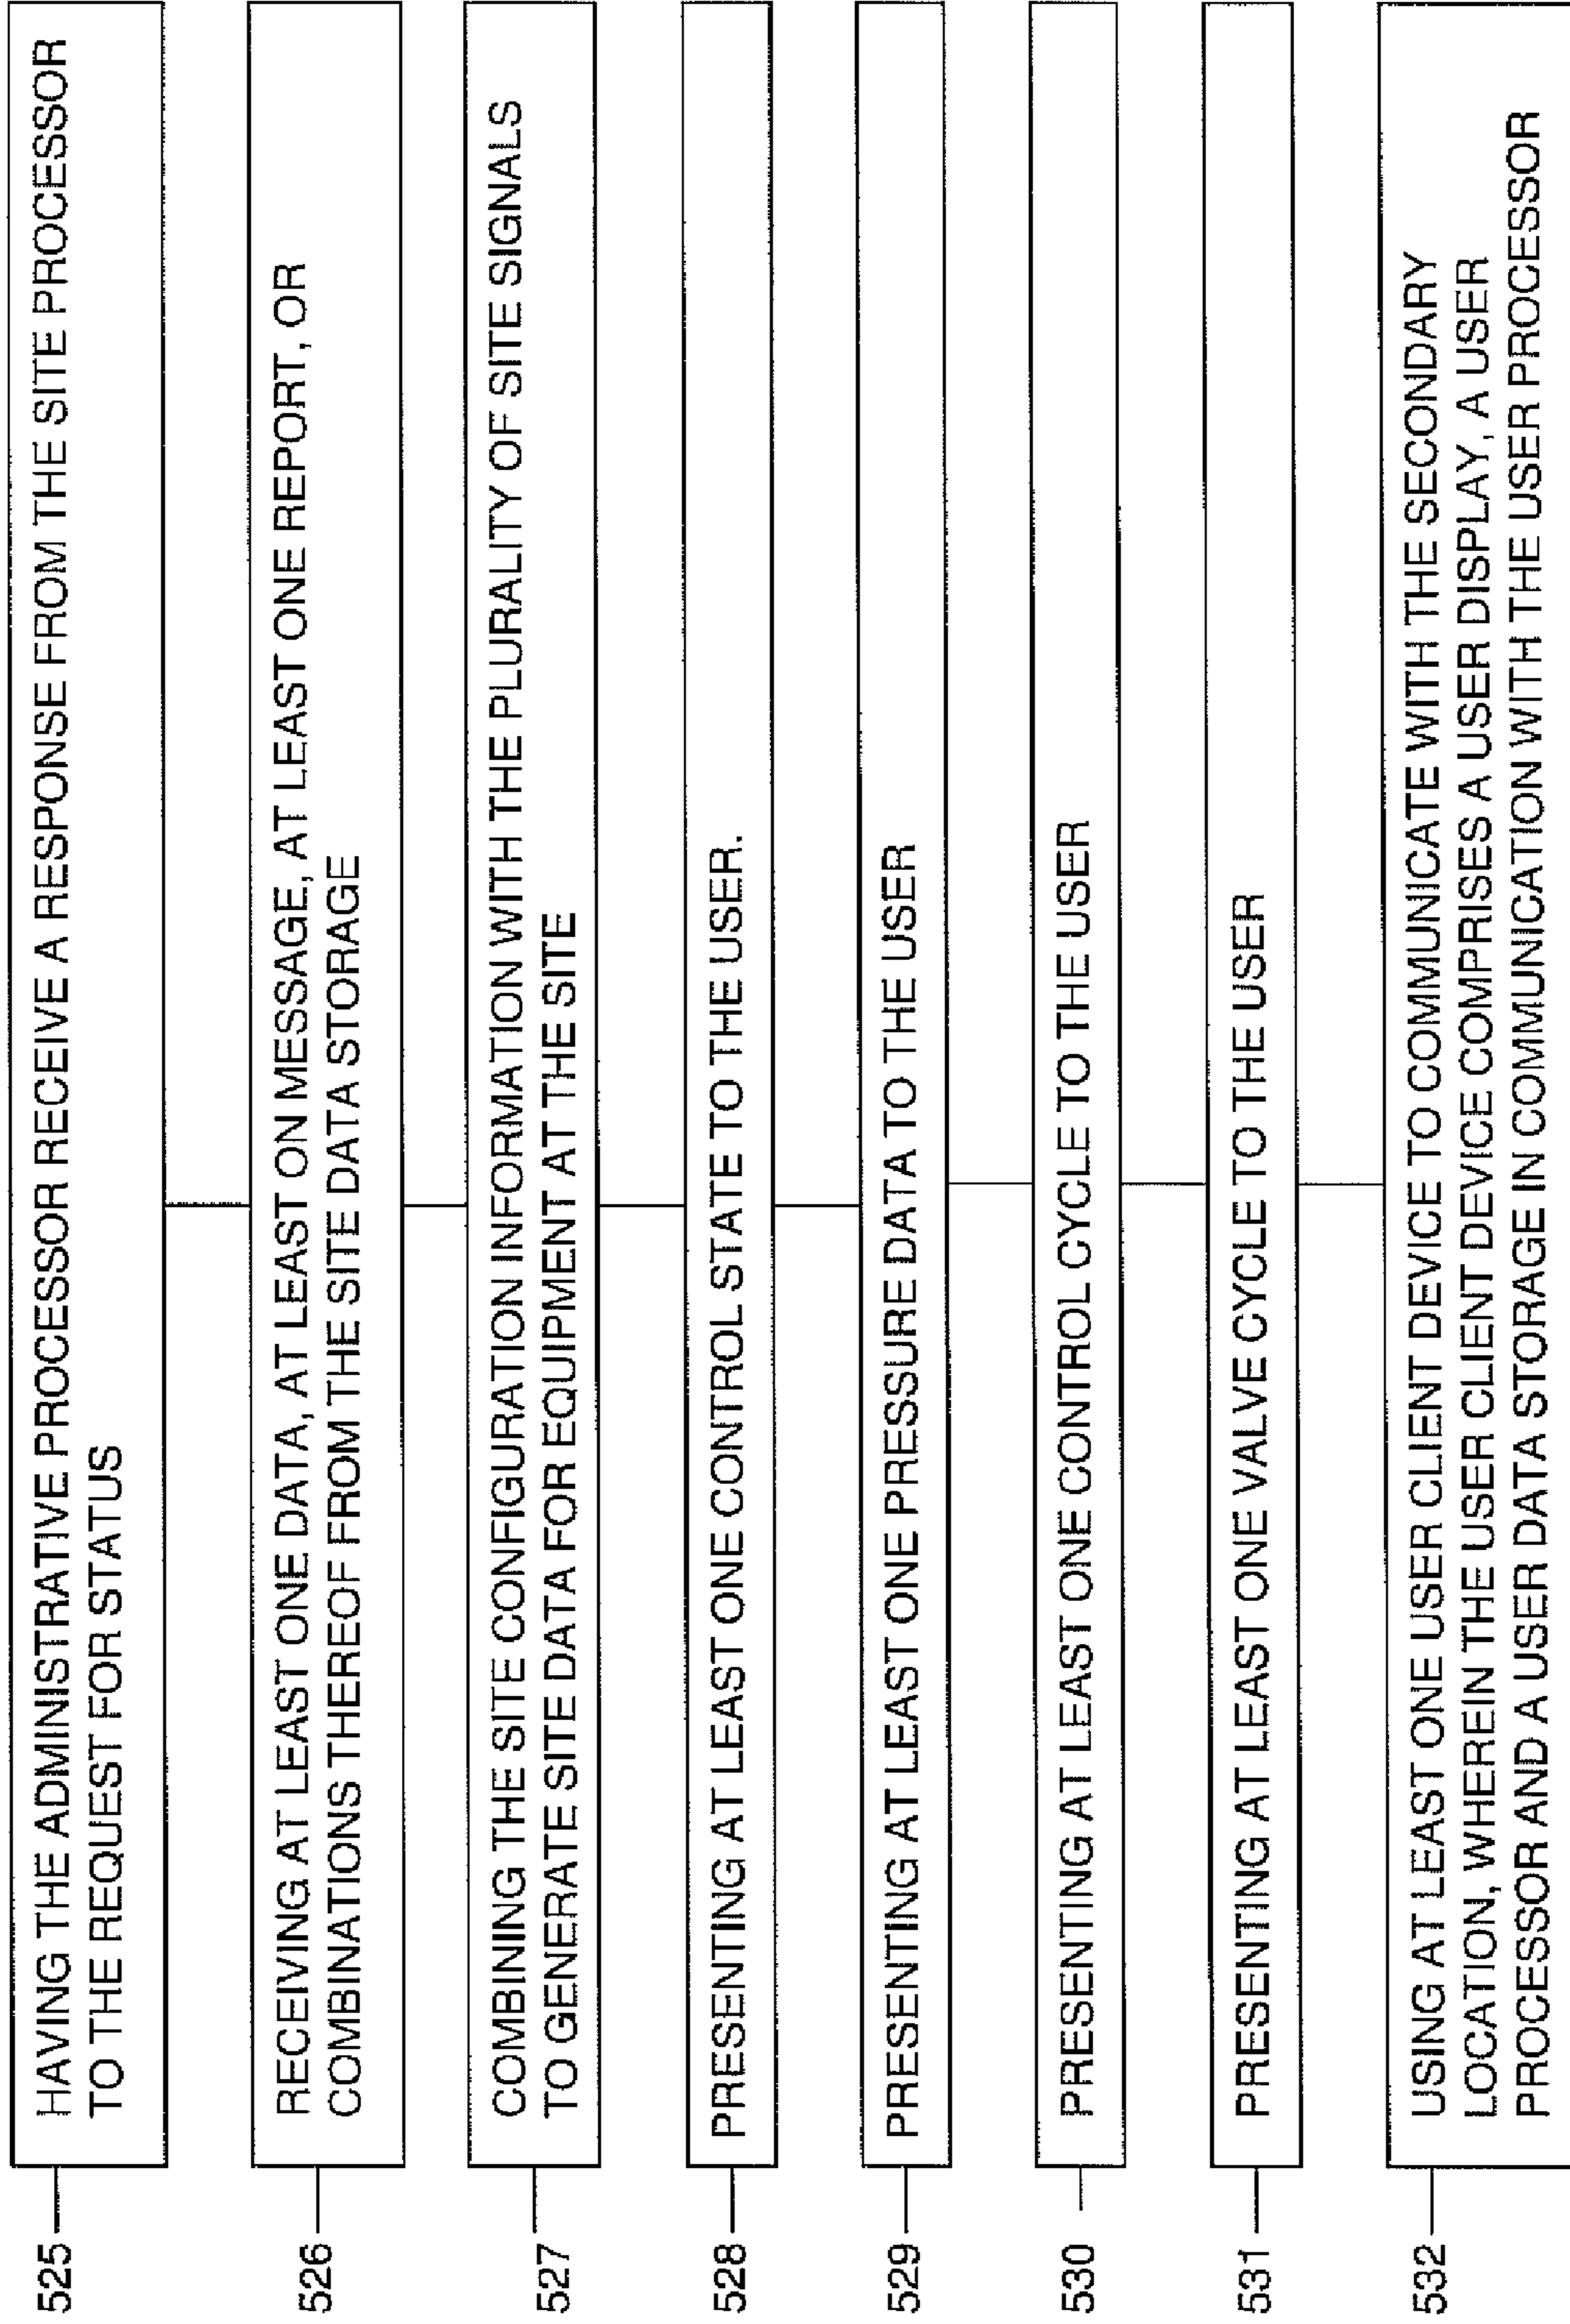 525
HAVING THE ADMINISTRATIVE PROCESSOR RECEIVE A RESPONSE FROM THE SITE PROCESSOR
TO THE REQUEST FOR STATUS
526
RECEIVING AT LEAST ONE DATA, AT LEAST ON MESSAGE, AT LEAST ONE REPORT, OR
COMBINATIONS THEREOF FROM THE SITE DATA STORAGE
527
COMBINING THE SITE CONFIGURATION INFORMATION WITH THE PLURALITY OF SITE SIGNALS
TO GENERATE SITE DATA FOR EQUIPMENT AT THE SITE
528
PRESENTING AT LEAST ONE CONTROL STATE TO THE USER.
529
PRESENTING AT LEAST ONE PRESSURE DATA TO THE USER
530
PRESENTING AT LEAST ONE CONTROL CYCLE TO THE USER
531
PRESENTING AT LEAST ONE VALVE CYCLE TO THE USER
532
USING AT LEAST ONE USER CLIENT DEVICE TO COMMUNICATE WITH THE SECONDARY
LOCATION, WHEREIN THE USER CLIENT DEVICE COMPRISES A USER DISPLAY, A USER
PROCESSOR AND A USER DATA STORAGE IN COMMUNICATION WITH THE USER PROCESSOR